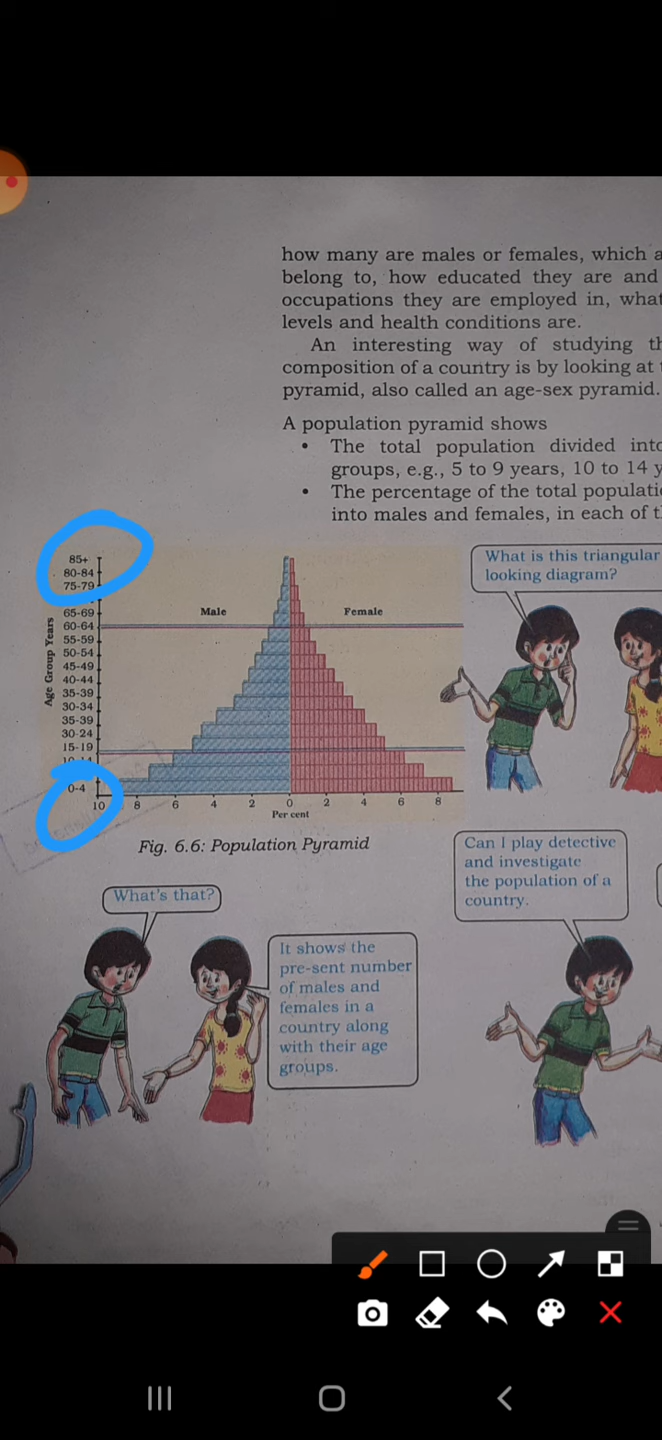 how many are males or females, which a
belong to, how educated they are and
occupations they are employed in, what
levels and health conditions are.
An interesting way of studying th
composition of a country is by looking at
pyramid, also called an age-sex pyramid.
A population pyramid shows
• The total population divided into
groups, e.g., 5 to 9 years, 10 to 14 y
• The percentage of the total populati
into males and females, in each of t
85+
80-84
75-79
65-69
60-64
55-59
50-54
45-49
40-44
35-39
30-34
35-39
30-24
15-19
0-4
Age Group Years
Male
Female
10 8 6 4 2 0 2 4 6 8
Per cent
Fig. 6.6: Population Pyramid
What is this triangular
looking diagram?
Can I play detective
and investigate
the population of a
country.
What's that?
It shows the
pre-sent number
of males and
females in a
country along
with their age
groups.